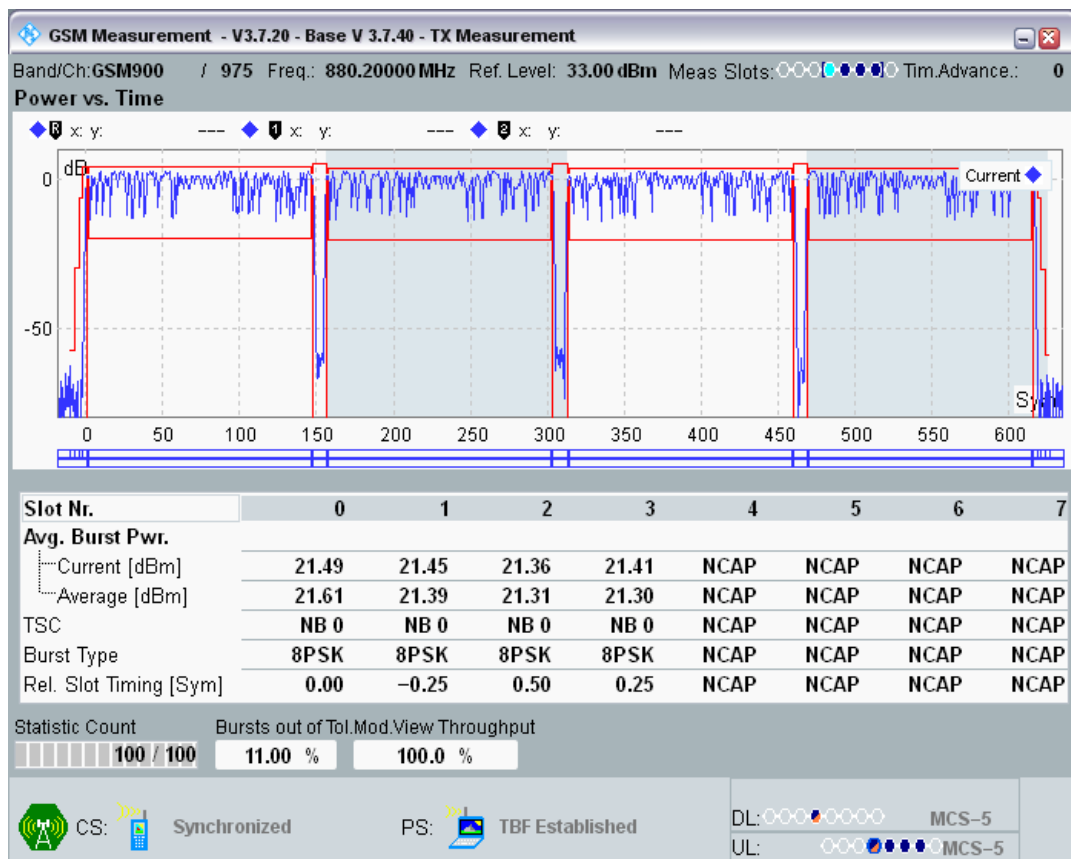 GSM Measurement - V3.7.20 - Base V 3.7.40 - TX Measurement
Band/Ch:GSM900 / 975 Freq.: 880.20000 MHz Ref. Level: 33.00 dBm Meas Slots: Tim.Advance.: 0
Power vs. Time
R x: y: --- 1 x: y: --- 2 x: y: ---
dB
0
Current
-50
0 50 100 150 200 250 300 350 400 450 500 550 600
Slot Nr. 0 1 2 3 4 5 6 7
Avg. Burst Pwr.
Current [dBm] 21.49 21.45 21.36 21.41 NCAP NCAP NCAP NCAP
Average [dBm] 21.61 21.39 21.31 21.30 NCAP NCAP NCAP NCAP
TSC NB 0 NB 0 NB 0 NB 0 NCAP NCAP NCAP NCAP
Burst Type 8PSK 8PSK 8PSK 8PSK NCAP NCAP NCAP NCAP
Rel. Slot Timing [Sym] 0.00 −0.25 0.50 0.25 NCAP NCAP NCAP NCAP
Statistic Count Bursts out of Tol.Mod.View Throughput
100 / 100 11.00 % 100.0 %
CS: Synchronized PS: TBF Established DL: MCS−5
UL: MCS−5